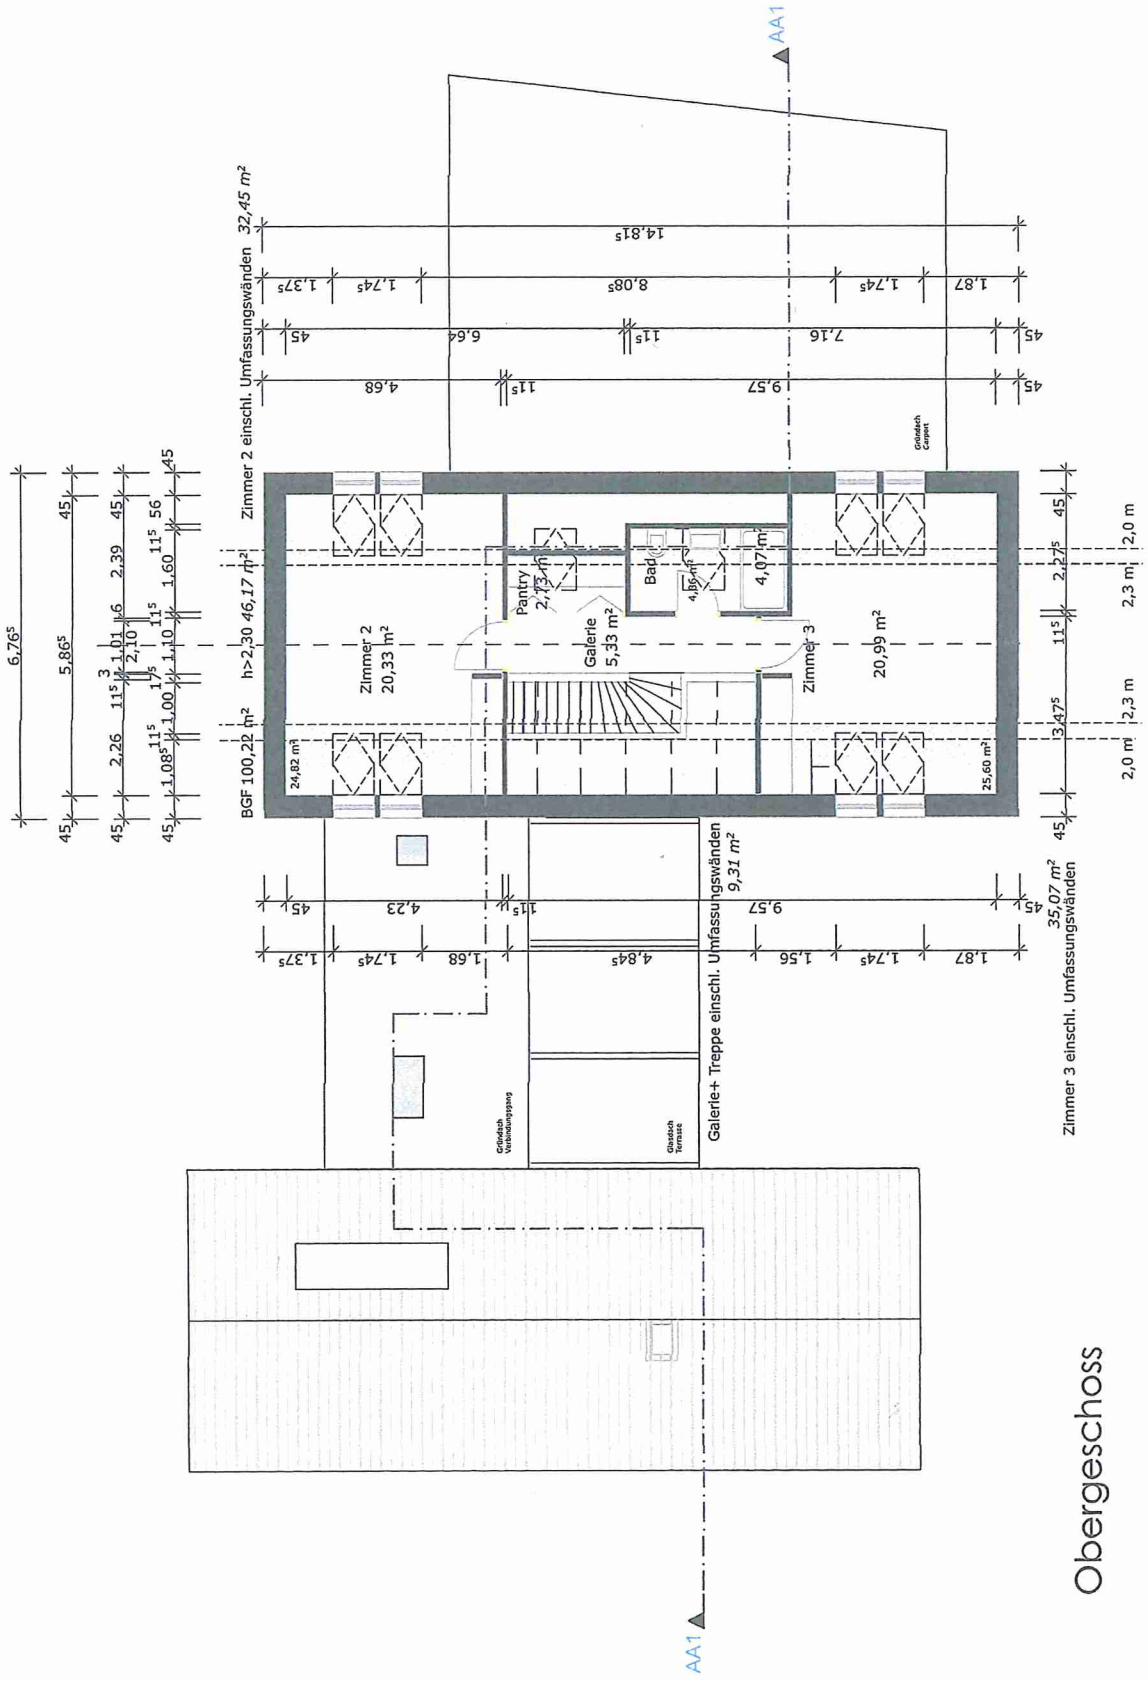 Obergeschoss
AA1
AA1
6,76⁵
5,86⁵
45
45
45
2,26
11⁵
3
1,01
2,10
6
2,39
45
45
1,08⁵
11⁵
1,00
17⁵
1,10
11⁵
1,60
11⁵
56
45
BGF 100,22 m²
h>2,30 46,17 m²
Zimmer 2 einschl. Umfassungswänden 32,45 m²
Zimmer 2
20,33 m²
24,82 m²
Pantry
2,73 m²
Galerie
5,33 m²
Bad
4,86 m²
4,07 m²
Zimmer 3
20,99 m²
25,60 m²
Gründach
Carport
Gründach
Verbindungsgang
Glasdach
Terrasse
Galerie+ Treppe einschl. Umfassungswänden
9,31 m²
35,07 m²
Zimmer 3 einschl. Umfassungswänden
45
4,23
11⁵
9,57
45
1,37⁵
1,74⁵
1,68
4,84⁵
1,56
1,74⁵
1,87
14,81⁵
1,37⁵
1,74⁵
8,08⁵
1,74⁵
1,87
45
6,64
11⁵
7,16
45
4,68
11⁵
9,57
45
45
3,47⁵
11⁵
2,27⁵
45
2,0 m
2,3 m
2,3 m
2,0 m